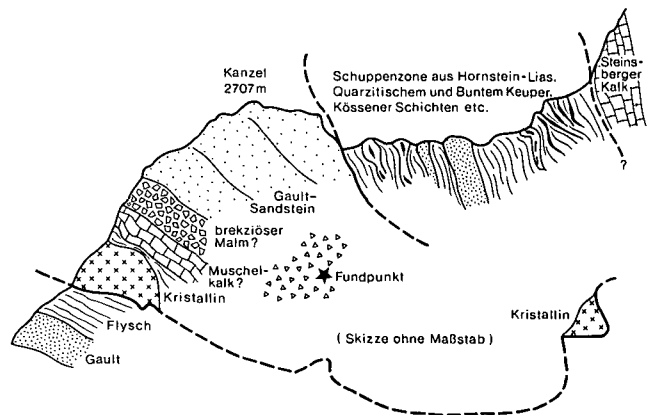 Kanzel
2707m
Schuppenzone aus Hornstein-Lias.
Quarzitischem und Buntem Keuper,
Kössener Schichten etc.
Steins-
berger
Kalk
?
Gault-
Sandstein
brekziöser
Malm?
Muschel-
kalk?
Fundpunkt
Kristallin
Flysch
Gault
(Skizze ohne Maßstab)
Kristallin